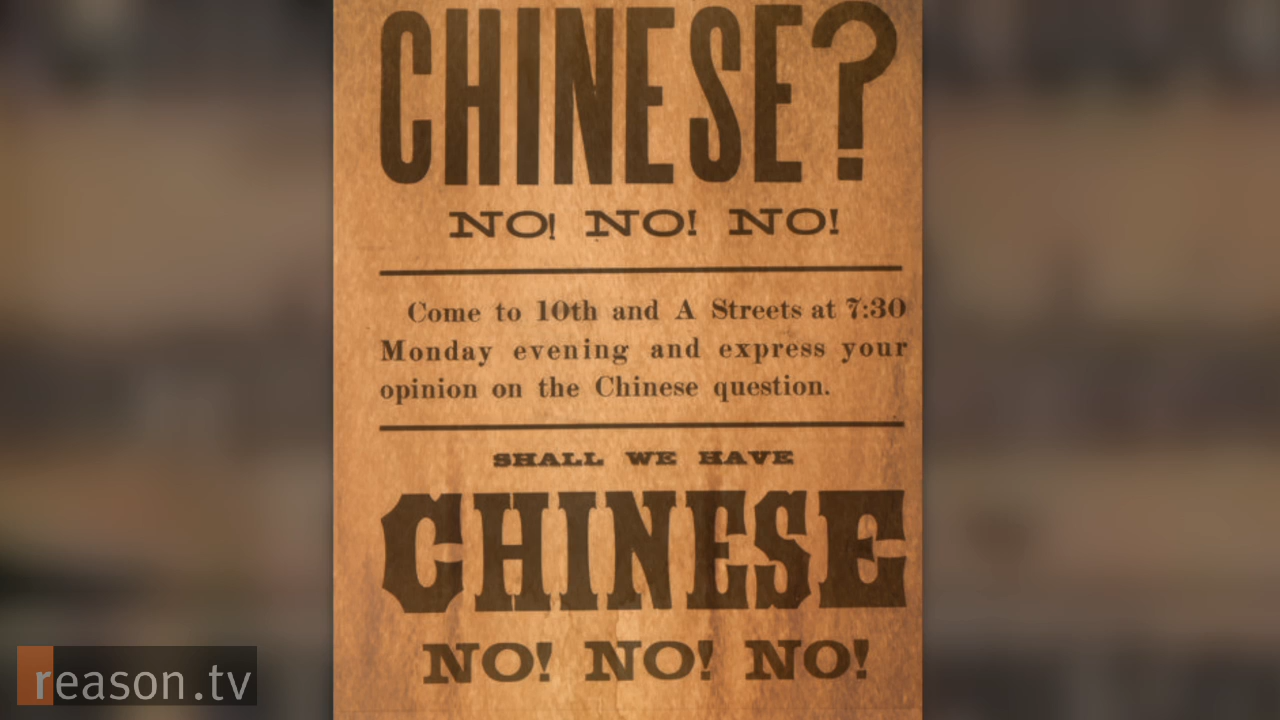 CHINESE?
NO! NO! NO!
Come to 10th and A Streets at 7:30
Monday evening and express your
opinion on the Chinese question.
SHALL WE HAVE
CHINESE
NO! NO! NO!
reason.tv